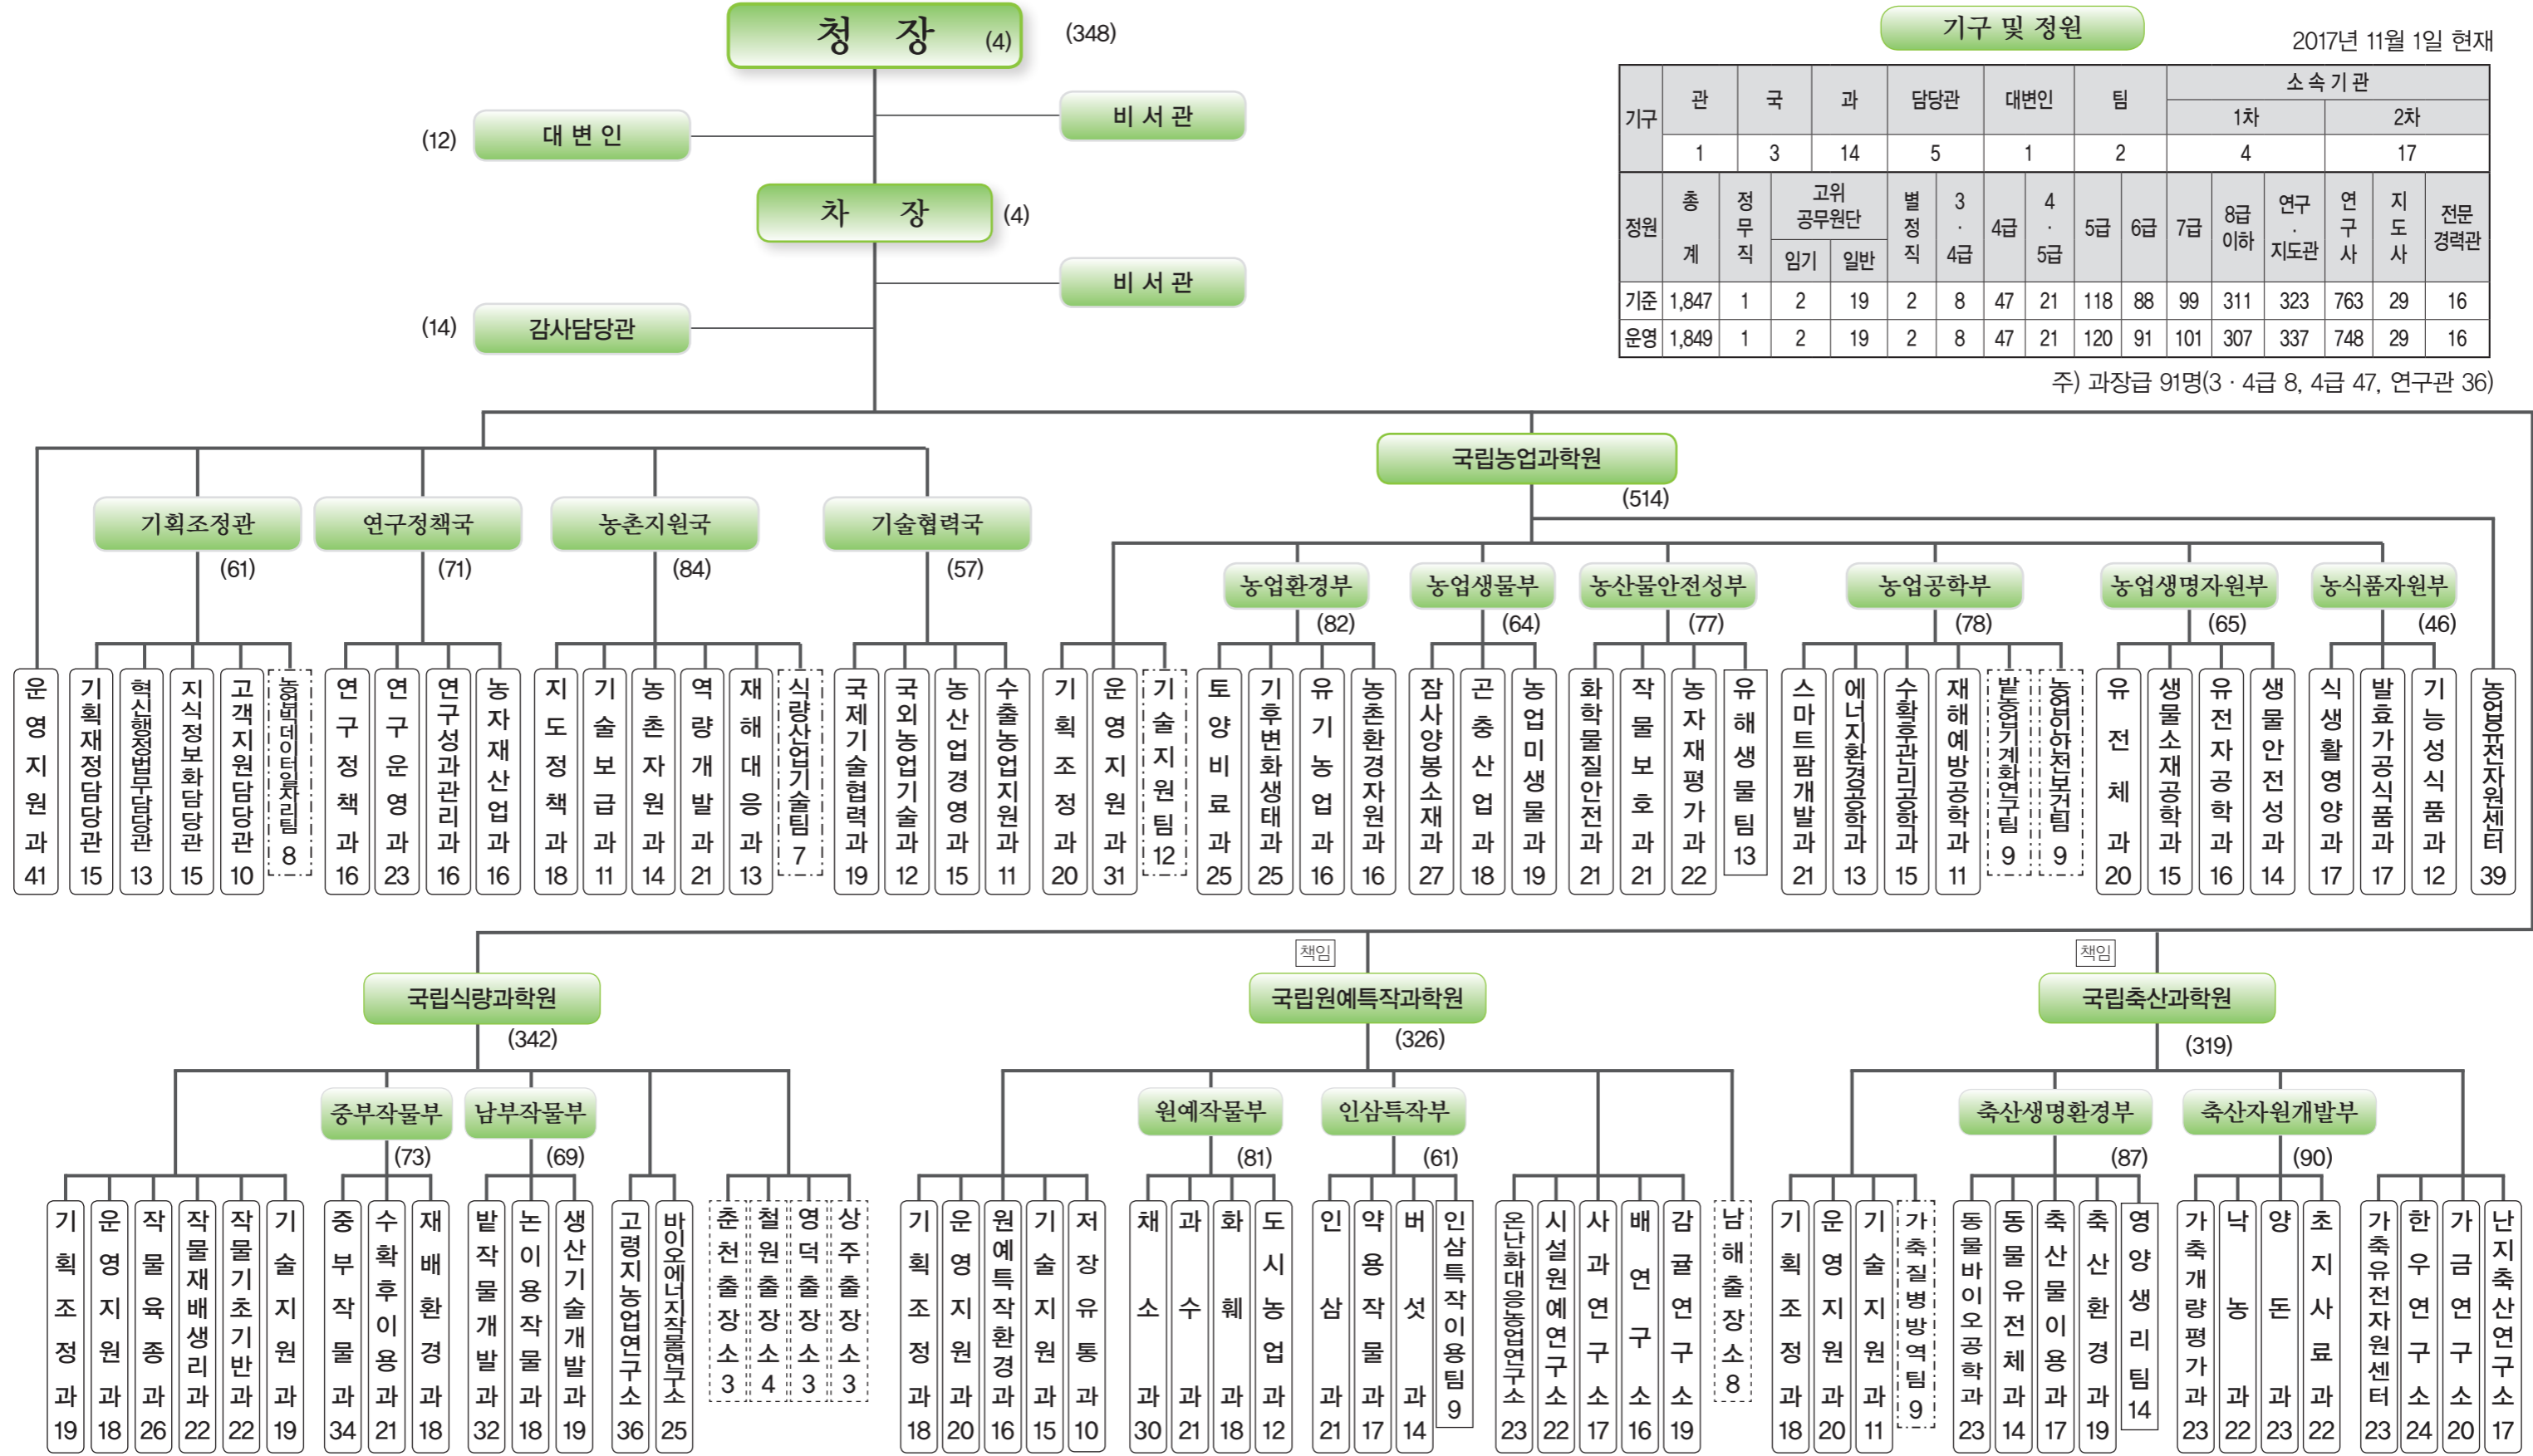 청 장 (4) (348)
비서관
(12) 대변인
차 장 (4)
비서관
(14) 감사담당관
기구 및 정원
2017년 11월 1일 현재
기구 관 국 과 담당관 대변인 팀 소속기관
1차 2차
1 3 14 5 1 2 4 17
정원 총계 정무직 고위공무원단 별정직 3·4급 4급 4·5급 5급 6급 7급 8급이하 연구·지도관 연구사 지도사 전문경력관
임기 일반
기준 1,847 1 2 19 2 8 47 21 118 88 99 311 323 763 29 16
운영 1,849 1 2 19 2 8 47 21 120 91 101 307 337 748 29 16
주) 과장급 91명(3·4급 8, 4급 47, 연구관 36)
국립농업과학원
(514)
기획조정관 연구정책국 농촌지원국 기술협력국
(61) (71) (84) (57)
농업환경부 농업생물부 농산물안전성부 농업공학부 농업생명자원부 농식품자원부
(82) (64) (77) (78) (65) (46)
운영지원과 41
기획재정담당관 15
혁신행정법무담당관 13
지식정보화담당관 15
고객지원담당관 10
농업빅데이터일자리팀 8
연구정책과 16
연구운영과 23
연구성과관리과 16
농자재산업과 16
지도정책과 18
기술보급과 11
농촌자원과 14
역량개발과 21
재해대응과 13
식량산업기술팀 7
국제기술협력과 19
국외농업기술과 12
농산업경영과 15
수출농업지원과 11
기획조정과 20
운영지원과 31
기술지원팀 12
토양비료과 25
기후변화생태과 25
유기농업과 16
농촌환경자원과 16
잠사양봉소재과 27
곤충산업과 18
농업미생물과 19
화학물질안전과 21
작물보호과 21
농자재평가과 22
유해생물팀 13
스마트팜개발과 21
에너지환경공학과 13
수확후관리공학과 15
재해예방공학과 11
밭농업기계화연구팀 9
농업인안전보건팀 9
유전체과 20
생물소재공학과 15
유전자공학과 16
생물안전성과 14
식생활영양과 17
발효가공식품과 17
기능성식품과 12
농업유전자원센터 39
책임 책임
국립식량과학원 국립원예특작과학원 국립축산과학원
(342) (326) (319)
중부작물부 남부작물부 원예작물부 인삼특작부 축산생명환경부 축산자원개발부
(73) (69) (81) (61) (87) (90)
기획조정과 19
운영지원과 18
작물육종과 26
작물재배생리과 22
작물기초기반과 22
기술지원과 19
중부작물과 34
수확후이용과 21
재배환경과 18
밭작물개발과 32
논이용작물과 18
생산기술개발과 19
고령지농업연구소 36
바이오에너지작물연구소 25
춘천출장소 3
철원출장소 4
영덕출장소 3
상주출장소 3
기획조정과 18
운영지원과 20
원예특작환경과 16
기술지원과 15
저장유통과 10
채소과 30
과수과 21
화훼과 18
도시농업과 12
인삼과 21
약용작물과 17
버섯과 14
인삼특작이용팀 9
온난화대응농업연구소 23
시설원예연구소 22
사과연구소 17
배연구소 16
감귤연구소 19
남해출장소 8
기획조정과 18
운영지원과 20
기술지원과 11
가축질병방역팀 9
동물바이오공학과 23
동물유전체과 14
축산물이용과 17
축산환경과 19
영양생리팀 14
가축개량평가과 23
낙농과 22
양돈과 23
초지사료과 22
가축유전자원센터 23
한우연구소 24
가금연구소 20
난지축산연구소 17